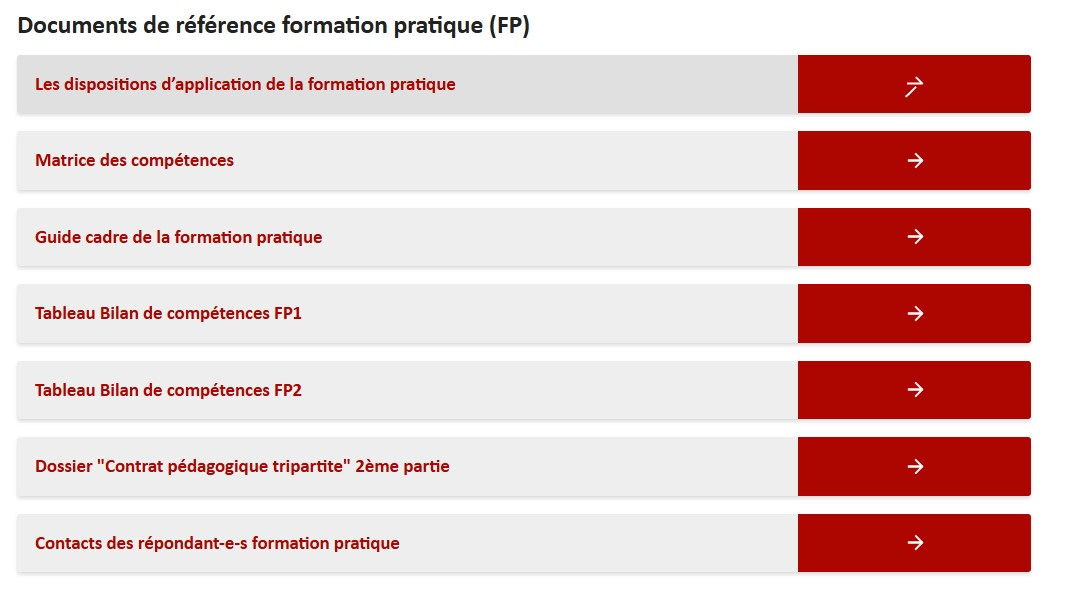 Documents de référence formation pratique (FP)
Les dispositions d’application de la formation pratique
Matrice des compétences
Guide cadre de la formation pratique
Tableau Bilan de compétences FP1
Tableau Bilan de compétences FP2
Dossier "Contrat pédagogique tripartite" 2ème partie
Contacts des répondant-e-s formation pratique